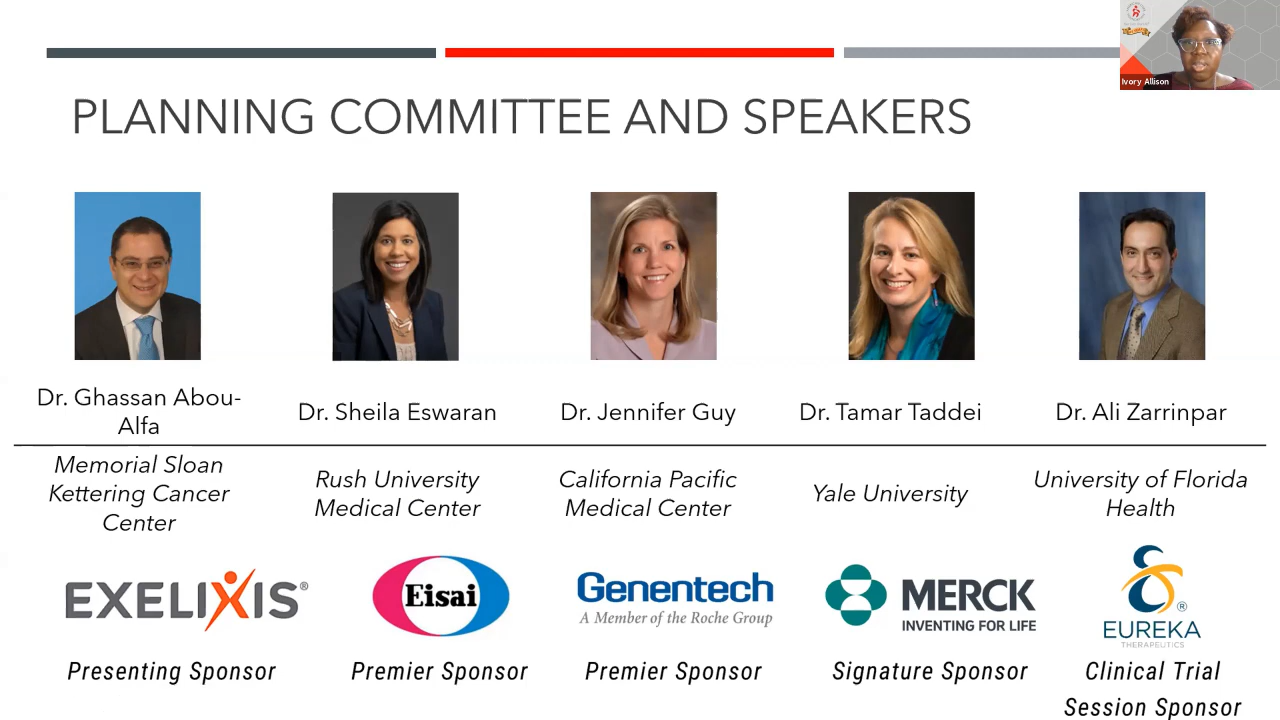 Ivory Allison
PLANNING COMMITTEE AND SPEAKERS
Dr. Ghassan Abou-
Alfa
Dr. Sheila Eswaran
Dr. Jennifer Guy
Dr. Tamar Taddei
Dr. Ali Zarrinpar
Memorial Sloan
Kettering Cancer
Center
Rush University
Medical Center
California Pacific
Medical Center
Yale University
University of Florida
Health
EXELIXIS®
Eisai
Genentech
A Member of the Roche Group
MERCK
INVENTING FOR LIFE
®
EUREKA
THERAPEUTICS
Presenting Sponsor
Premier Sponsor
Premier Sponsor
Signature Sponsor
Clinical Trial
Session Sponsor